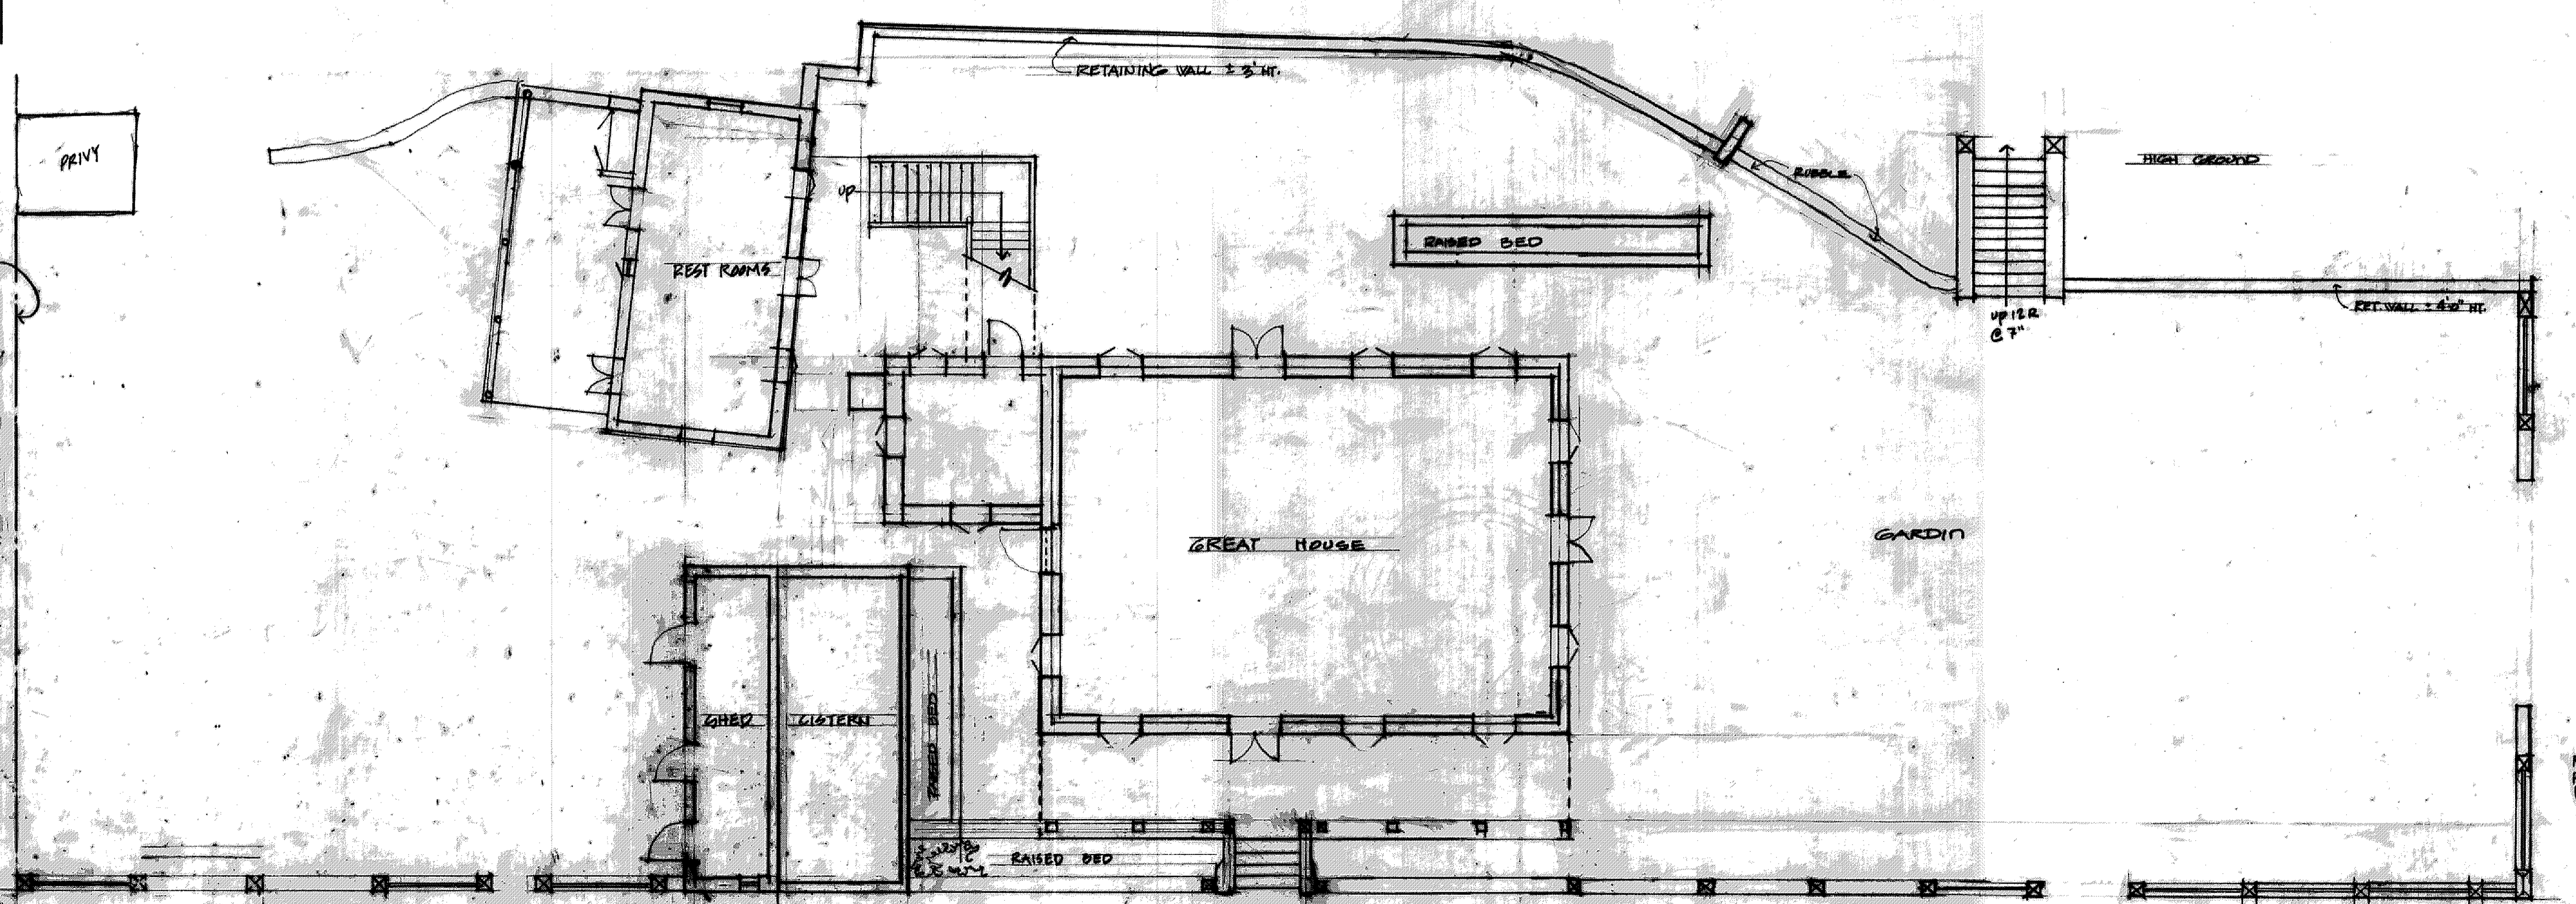 RETAINING WALL ± 3' HT.
PRIVY
HIGH GROUND
RUBBLE
UP
RAISED BED
REST ROOMS
RET. WALL ± 4'0" HT.
UP 12 R
@ 7"
GREAT HOUSE
GARDIN
SHED
CISTERN
RAISED BED
RAISED BED